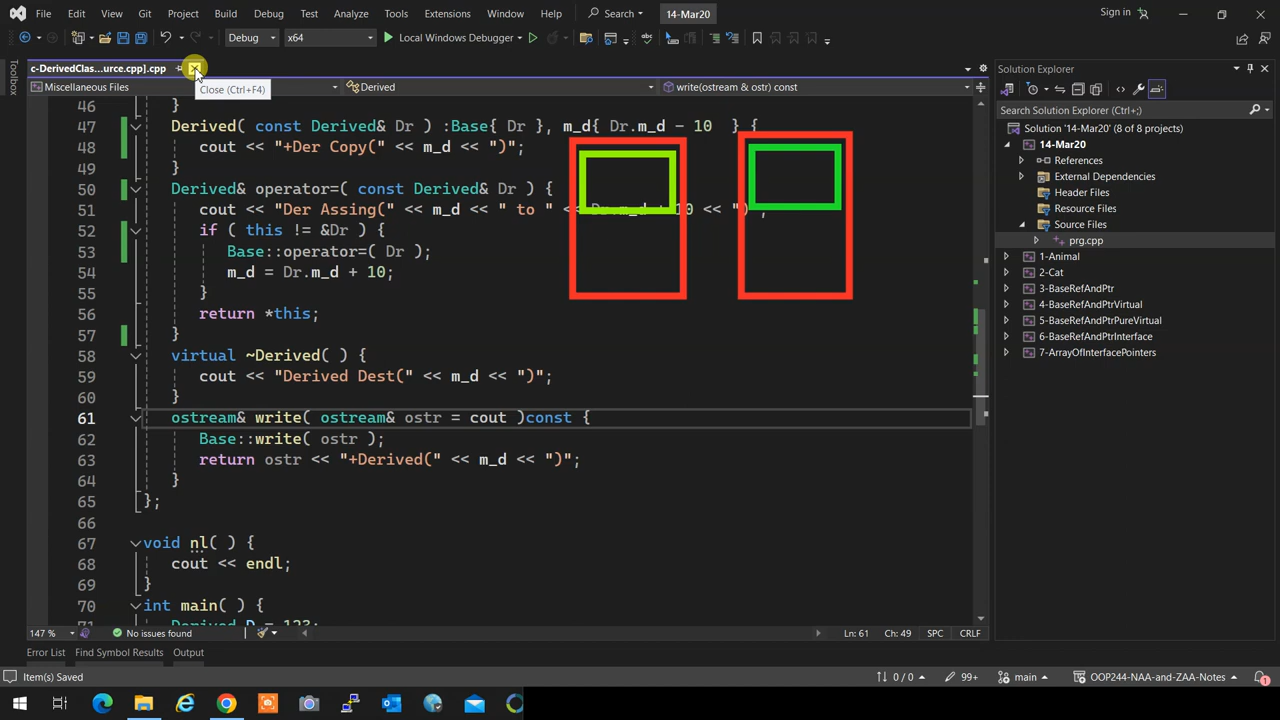 File Edit View Git Project Build Debug Test Analyze Tools Extensions Window Help Search 14-Mar20 Sign in
Debug x64 Local Windows Debugger
c-DerivedClas...urce.cpp].cpp
Close (Ctrl+F4)
Miscellaneous Files Derived write(ostream & ostr) const
46 }
47 Derived( const Derived& Dr ) :Base{ Dr }, m_d{ Dr.m_d - 10 } {
48 cout << "+Der Copy(" << m_d << ")";
49 }
50 Derived& operator=( const Derived& Dr ) {
51 cout << "Der Assing(" << m_d << " to " << Dr.m_d + 10 << ")";
52 if ( this != &Dr ) {
53 Base::operator=( Dr );
54 m_d = Dr.m_d + 10;
55 }
56 return *this;
57 }
58 virtual ~Derived( ) {
59 cout << "Derived Dest(" << m_d << ")";
60 }
61 ostream& write( ostream& ostr = cout )const {
62 Base::write( ostr );
63 return ostr << "+Derived(" << m_d << ")";
64 }
65 };
66
67 void nl( ) {
68 cout << endl;
69 }
70 int main( ) {
71 Derived D = 123;
147 % No issues found Ln: 61 Ch: 49 SPC CRLF
Error List Find Symbol Results Output
Item(s) Saved 0 / 0 99+ main OOP244-NAA-and-ZAA-Notes 1
Toolbox
Solution Explorer
Search Solution Explorer (Ctrl+;)
Solution '14-Mar20' (8 of 8 projects)
14-Mar20
References
External Dependencies
Header Files
Resource Files
Source Files
prg.cpp
1-Animal
2-Cat
3-BaseRefAndPtr
4-BaseRefAndPtrVirtual
5-BaseRefAndPtrPureVirtual
6-BaseRefAndPtrInterface
7-ArrayOfInterfacePointers